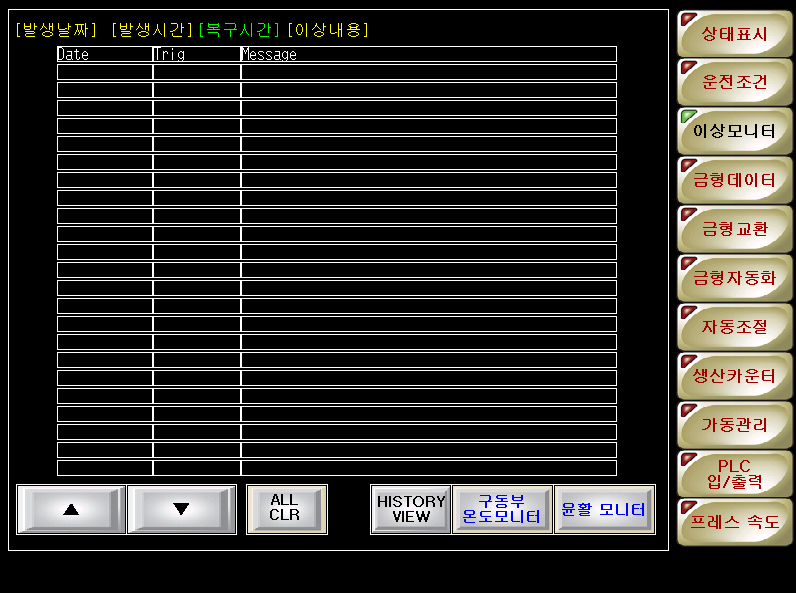 [발생날짜] [발생시간] [복구시간] [이상내용]
Date Trig Message
▲ ▼
ALL
CLR
HISTORY
VIEW
구동부
온도모니터
윤활 모니터
상태표시
운전조건
이상모니터
금형데이터
금형교환
금형자동화
자동조절
생산카운터
가동관리
PLC
입/출력
프레스 속도